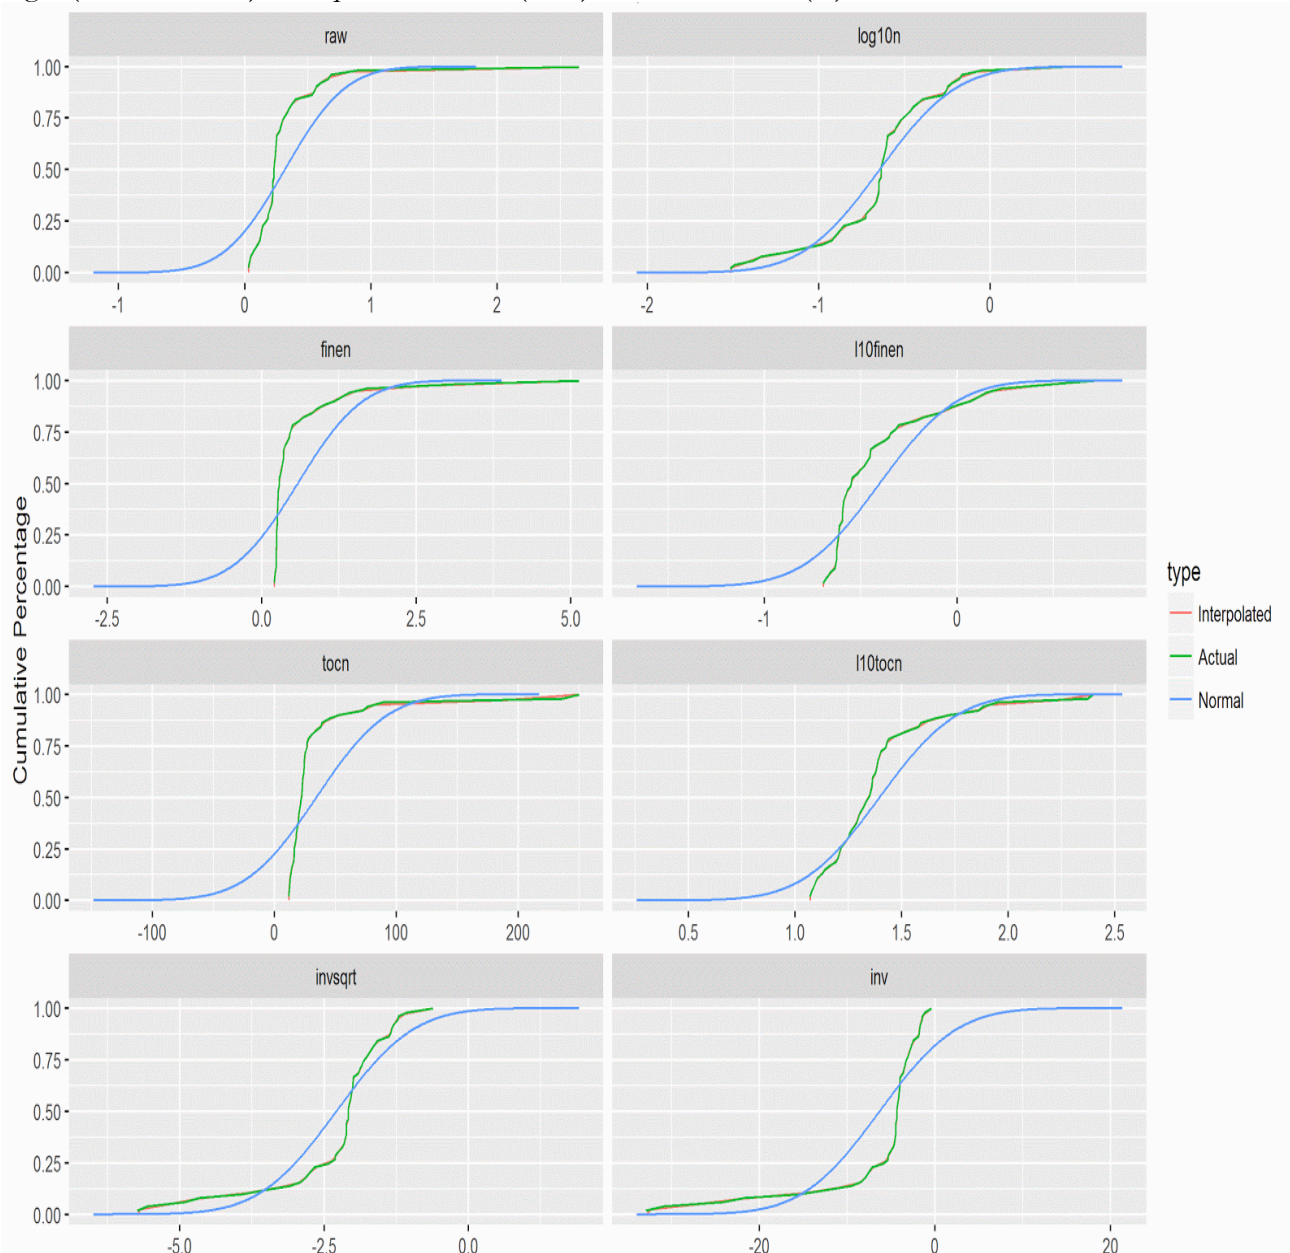 raw log10n
1.00
0.75
0.50
0.25
0.00
-1 0 1 2 -2 -1 0
finen l10finen
1.00
0.75
0.50
0.25
0.00
-2.5 0.0 2.5 5.0 -1 0
Cumulative Percentage
tocn l10tocn
1.00
0.75
0.50
0.25
0.00
-100 0 100 200 0.5 1.0 1.5 2.0 2.5
invsqrt inv
1.00
0.75
0.50
0.25
0.00
-5.0 -2.5 0.0 -20 0 20
type
Interpolated
Actual
Normal